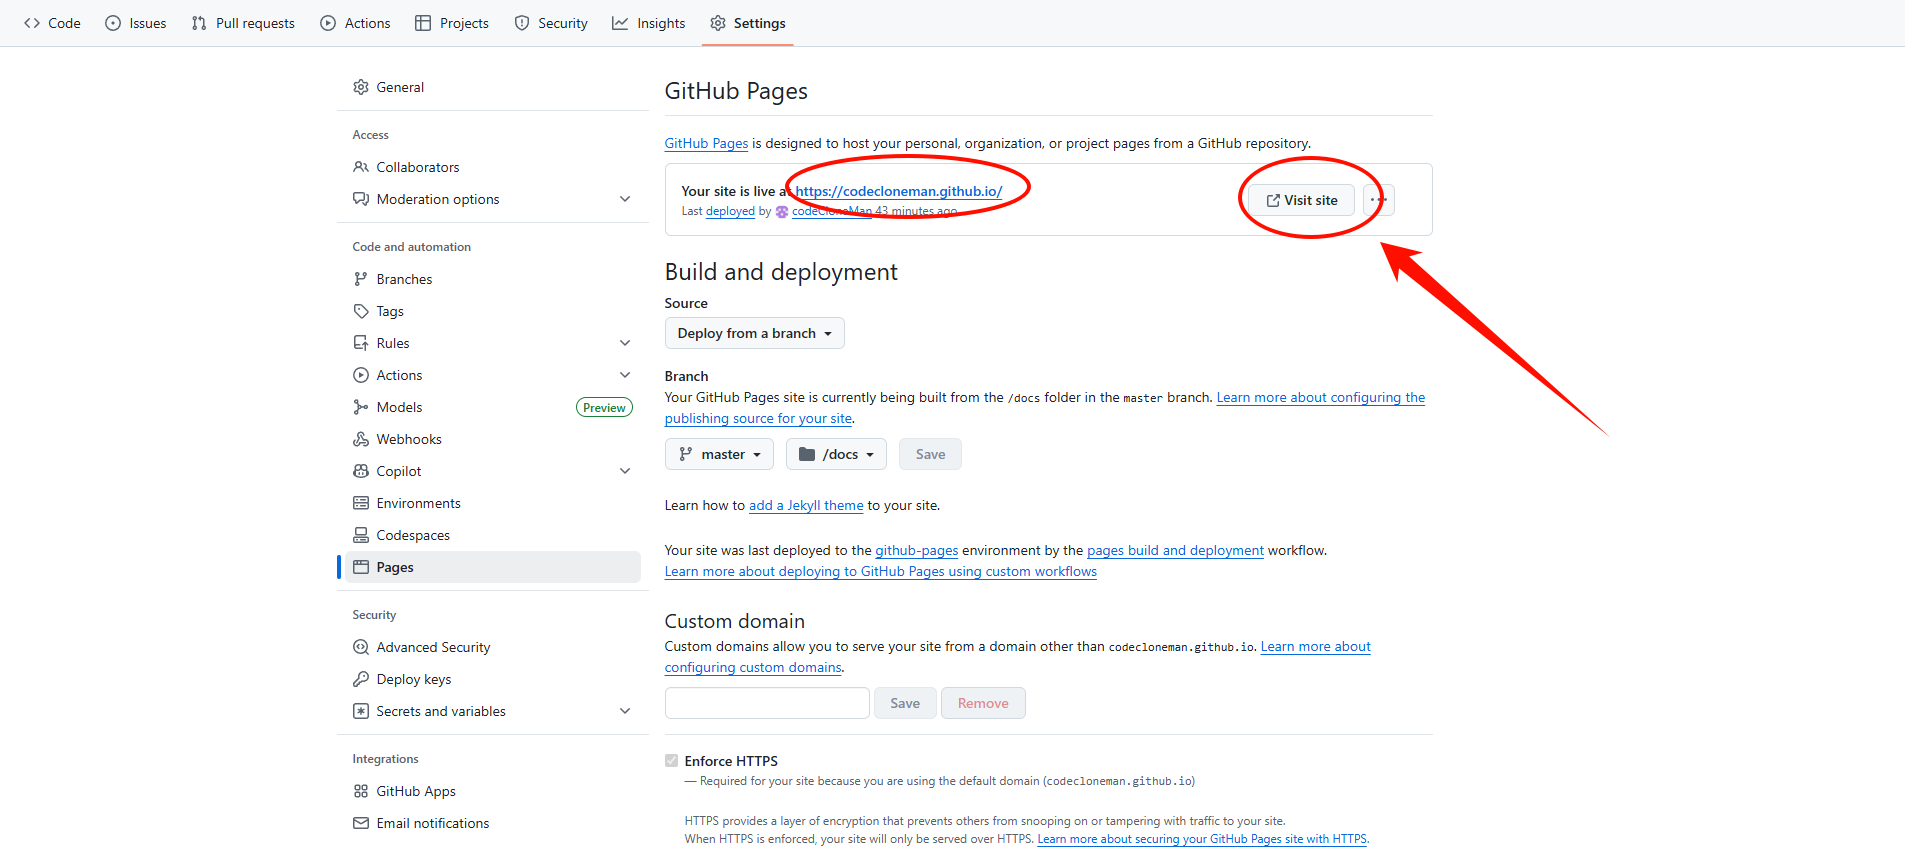 Code Issues Pull requests Actions Projects Security Insights Settings
General
Access
Collaborators
Moderation options
Code and automation
Branches
Tags
Rules
Actions
Models Preview
Webhooks
Copilot
Environments
Codespaces
Pages
Security
Advanced Security
Deploy keys
Secrets and variables
Integrations
GitHub Apps
Email notifications
GitHub Pages
GitHub Pages is designed to host your personal, organization, or project pages from a GitHub repository.
Your site is live at https://codecloneman.github.io/
Last deployed by codeCloneMan 43 minutes ago
Visit site
Build and deployment
Source
Deploy from a branch
Branch
Your GitHub Pages site is currently being built from the /docs folder in the master branch. Learn more about configuring the
publishing source for your site.
master /docs Save
Learn how to add a Jekyll theme to your site.
Your site was last deployed to the github-pages environment by the pages build and deployment workflow.
Learn more about deploying to GitHub Pages using custom workflows
Custom domain
Custom domains allow you to serve your site from a domain other than codecloneman.github.io. Learn more about
configuring custom domains.
Save Remove
Enforce HTTPS
— Required for your site because you are using the default domain (codecloneman.github.io)
HTTPS provides a layer of encryption that prevents others from snooping on or tampering with traffic to your site.
When HTTPS is enforced, your site will only be served over HTTPS. Learn more about securing your GitHub Pages site with HTTPS.